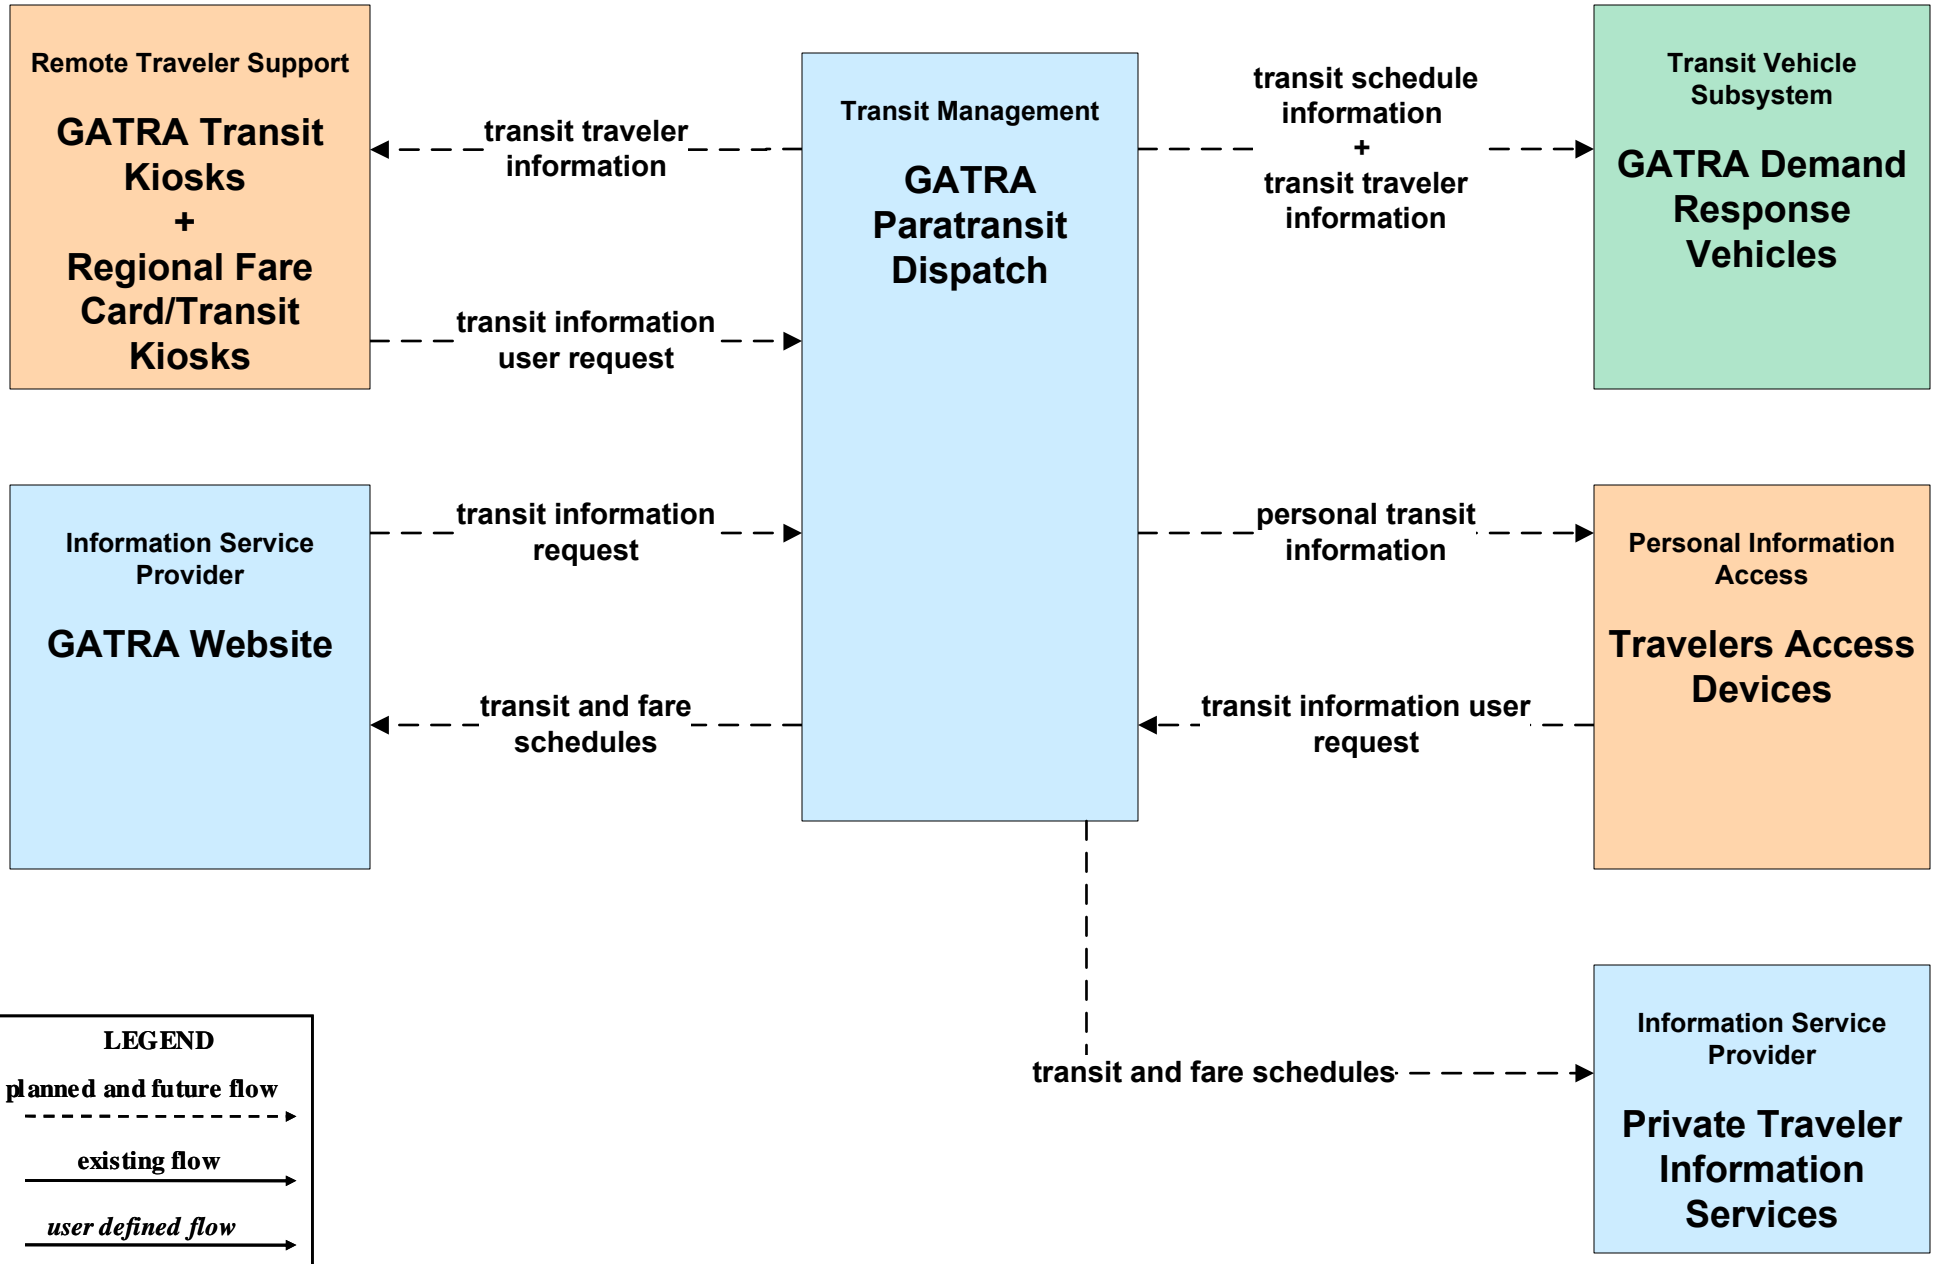 Remote Traveler Support
GATRA Transit
Kiosks
+
Regional Fare
Card/Transit
Kiosks
transit traveler
information
transit information
user request
Transit Management
GATRA
Paratransit
Dispatch
transit schedule
information
+
transit traveler
information
Transit Vehicle
Subsystem
GATRA Demand
Response
Vehicles
Information Service
Provider
GATRA Website
transit information
request
transit and fare
schedules
personal transit
information
transit information user
request
Personal Information
Access
Travelers Access
Devices
transit and fare schedules
Information Service
Provider
Private Traveler
Information
Services
LEGEND
planned and future flow
existing flow
user defined flow